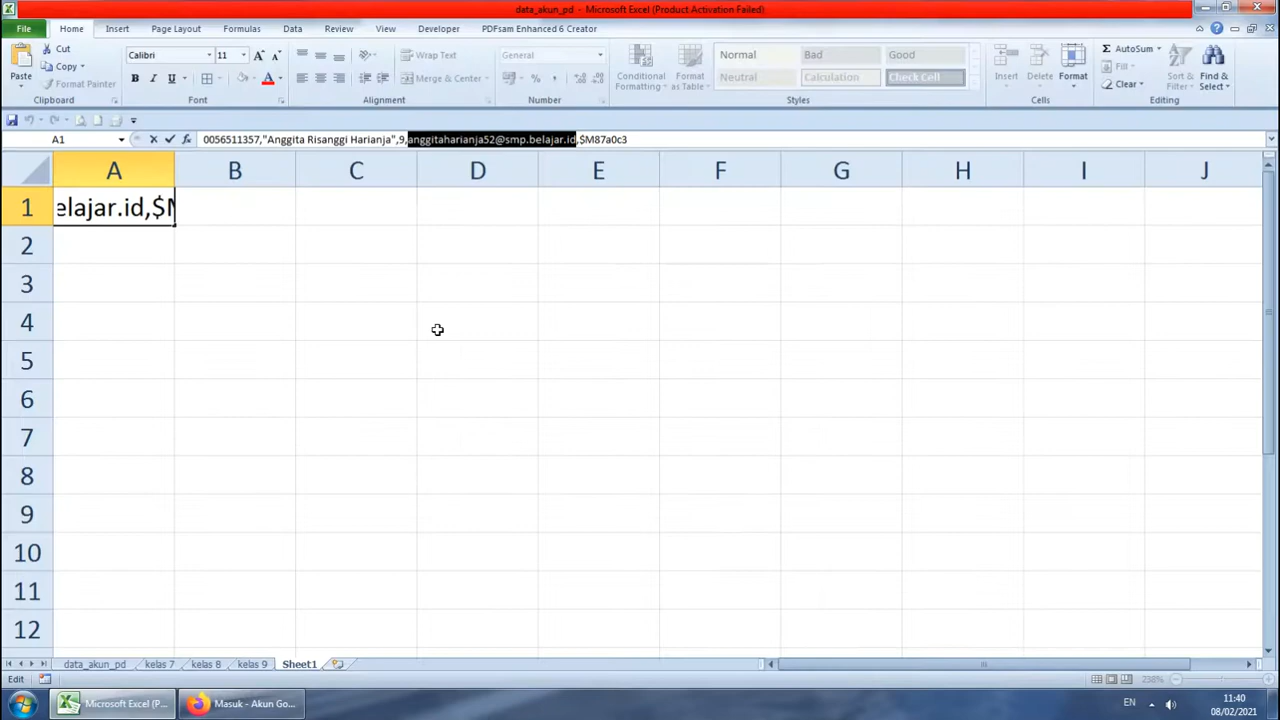 data_akun_pd - Microsoft Excel (Product Activation Failed)
File Home Insert Page Layout Formulas Data Review View Developer PDFsam Enhanced 6 Creator
Paste Cut Copy Format Painter Clipboard
Calibri 11 B I U A Font
Wrap Text Merge & Center Alignment
General % , Number
Conditional Formatting Format as Table Normal Bad Good
Neutral Calculation Check Cell Styles
Insert Delete Format Cells
AutoSum Fill Clear Sort & Filter Find & Select Editing
A1 fx 0056511357,"Anggita Risanggi Harianja",9,anggitaharianja52@smp.belajar.id,$M87a0c3
A B C D E F G H I J
1 elajar.id,$M
2
3
4
5
6
7
8
9
10
11
12
data_akun_pd kelas 7 kelas 8 kelas 9 Sheet1
Edit 238%
Microsoft Excel (P... Masuk - Akun Go... EN 11:40
08/02/2021